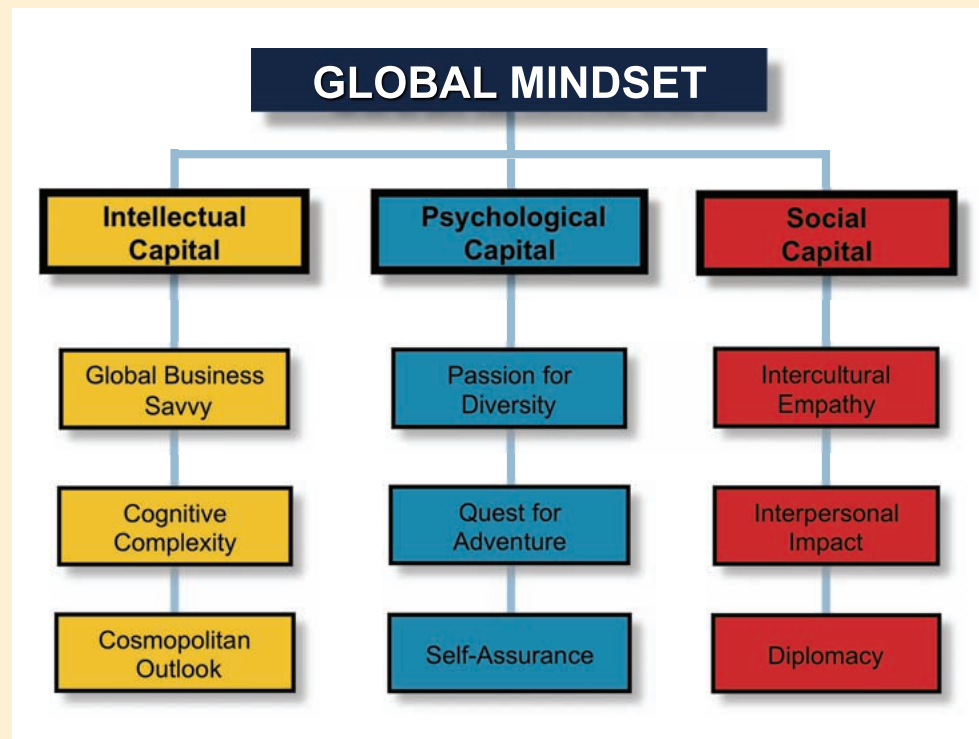 GLOBAL MINDSET
Intellectual
Capital
Global Business
Savvy
Cognitive
Complexity
Cosmopolitan
Outlook
Psychological
Capital
Passion for
Diversity
Quest for
Adventure
Self-Assurance
Social
Capital
Intercultural
Empathy
Interpersonal
Impact
Diplomacy